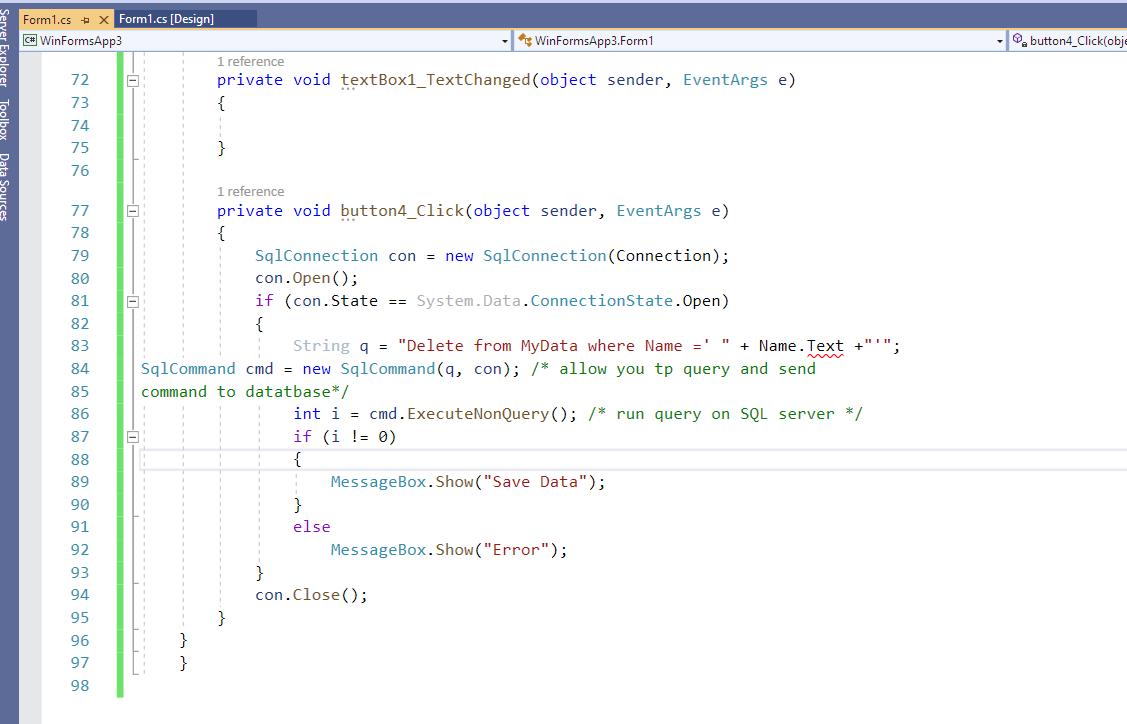 Form1.cs
Form1.cs [Design]
C# WinFormsApp3
WinFormsApp3.Form1
button4_Click(obje
Server Explorer
Toolbox
Data Sources
1 reference
72 private void textBox1_TextChanged(object sender, EventArgs e)
73 {
74
75 }
76
1 reference
77 private void button4_Click(object sender, EventArgs e)
78 {
79 SqlConnection con = new SqlConnection(Connection);
80 con.Open();
81 if (con.State == System.Data.ConnectionState.Open)
82 {
83 String q = "Delete from MyData where Name =' " + Name.Text +"'";
84 SqlCommand cmd = new SqlCommand(q, con); /* allow you tp query and send
85 command to datatbase*/
86 int i = cmd.ExecuteNonQuery(); /* run query on SQL server */
87 if (i != 0)
88 {
89 MessageBox.Show("Save Data");
90 }
91 else
92 MessageBox.Show("Error");
93 }
94 con.Close();
95 }
96 }
97 }
98